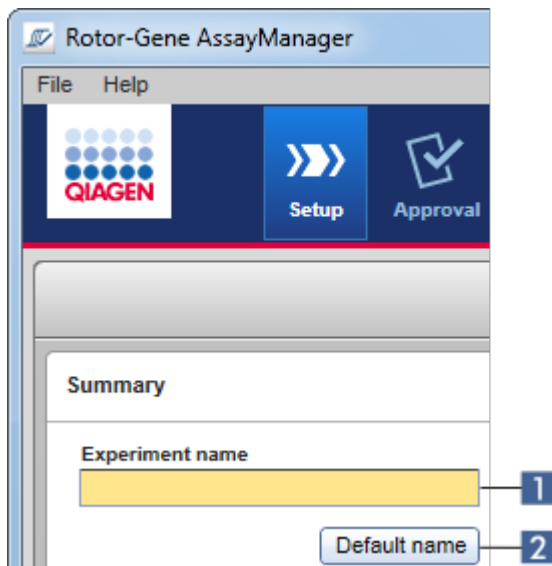 Rotor-Gene AssayManager
File Help
QIAGEN
Setup Approval
Summary
Experiment name
1
Default name 2